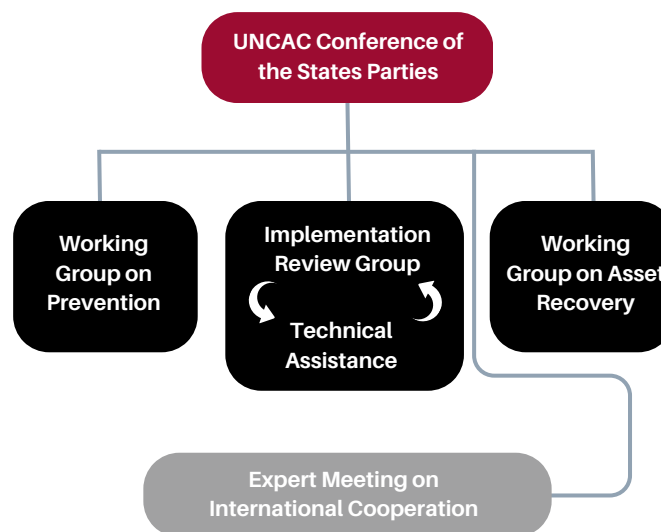 UNCAC Conference of
the States Parties
Working
Group on
Prevention
Implementation
Review Group
Technical
Assistance
Working
Group on Asset
Recovery
Expert Meeting on
International Cooperation